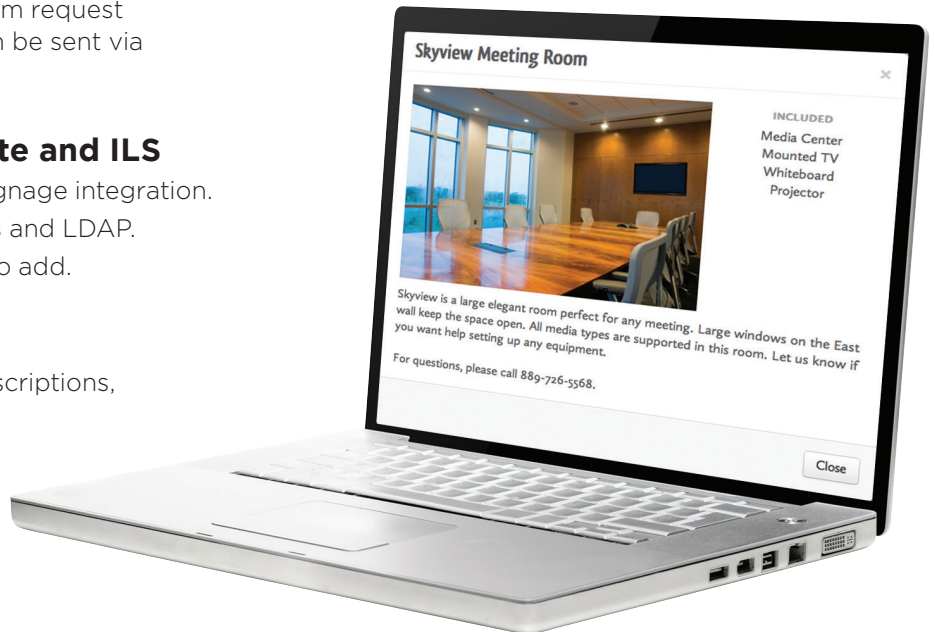 m request
n be sent via
te and ILS
gnage integration.
s and LDAP.
o add.
scriptions,
Skyview Meeting Room
×
INCLUDED
Media Center
Mounted TV
Whiteboard
Projector
Skyview is a large elegant room perfect for any meeting. Large windows on the East
wall keep the space open. All media types are supported in this room. Let us know if
you want help setting up any equipment.
For questions, please call 889-726-5568.
Close